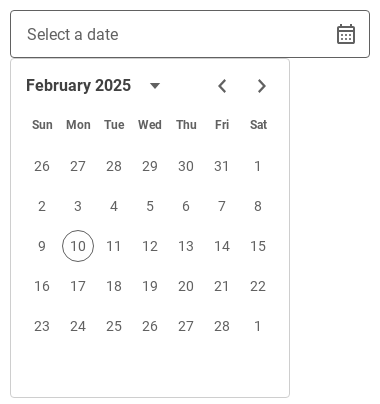 Select a date
February 2025
Sun Mon Tue Wed Thu Fri Sat
26 27 28 29 30 31 1
2 3 4 5 6 7 8
9 10 11 12 13 14 15
16 17 18 19 20 21 22
23 24 25 26 27 28 1